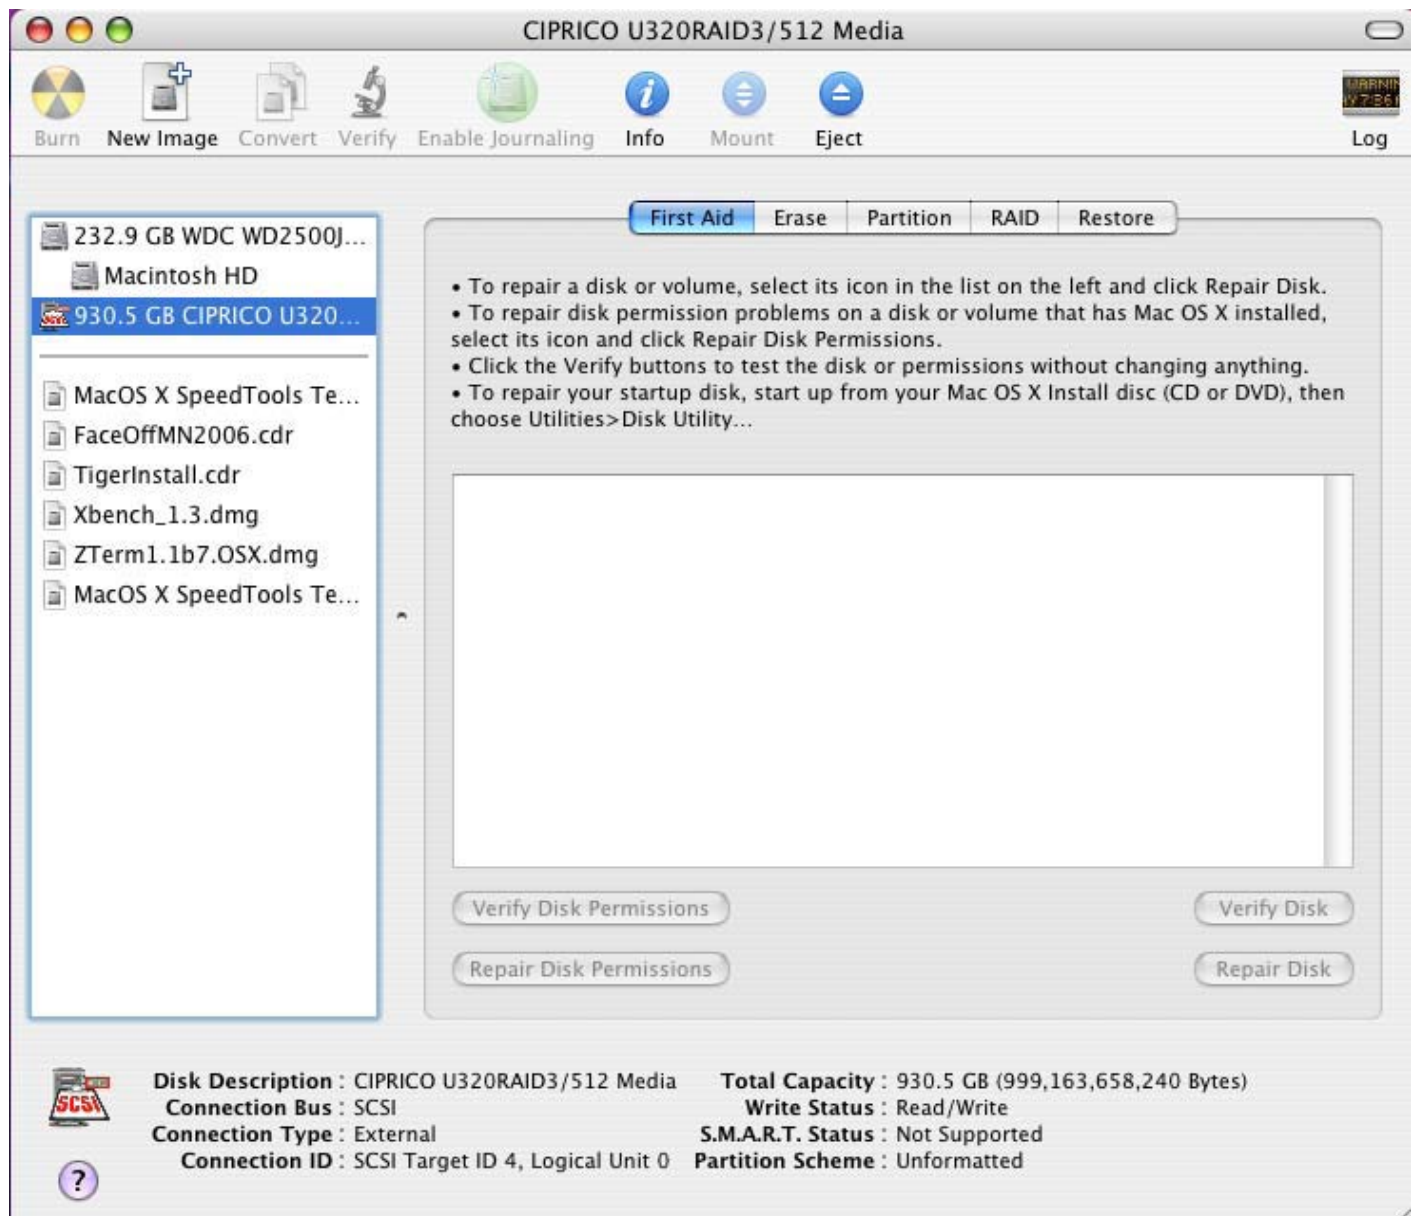 CIPRICO U320RAID3/512 Media
Burn New Image Convert Verify Enable Journaling Info Mount Eject Log
232.9 GB WDC WD2500J...
Macintosh HD
930.5 GB CIPRICO U320...
MacOS X SpeedTools Te...
FaceOffMN2006.cdr
TigerInstall.cdr
Xbench_1.3.dmg
ZTerm1.1b7.OSX.dmg
MacOS X SpeedTools Te...
First Aid Erase Partition RAID Restore
• To repair a disk or volume, select its icon in the list on the left and click Repair Disk.
• To repair disk permission problems on a disk or volume that has Mac OS X installed,
select its icon and click Repair Disk Permissions.
• Click the Verify buttons to test the disk or permissions without changing anything.
• To repair your startup disk, start up from your Mac OS X Install disc (CD or DVD), then
choose Utilities>Disk Utility...
Verify Disk Permissions Verify Disk
Repair Disk Permissions Repair Disk
SCSI
Disk Description : CIPRICO U320RAID3/512 Media Total Capacity : 930.5 GB (999,163,658,240 Bytes)
Connection Bus : SCSI Write Status : Read/Write
Connection Type : External S.M.A.R.T. Status : Not Supported
Connection ID : SCSI Target ID 4, Logical Unit 0 Partition Scheme : Unformatted
?